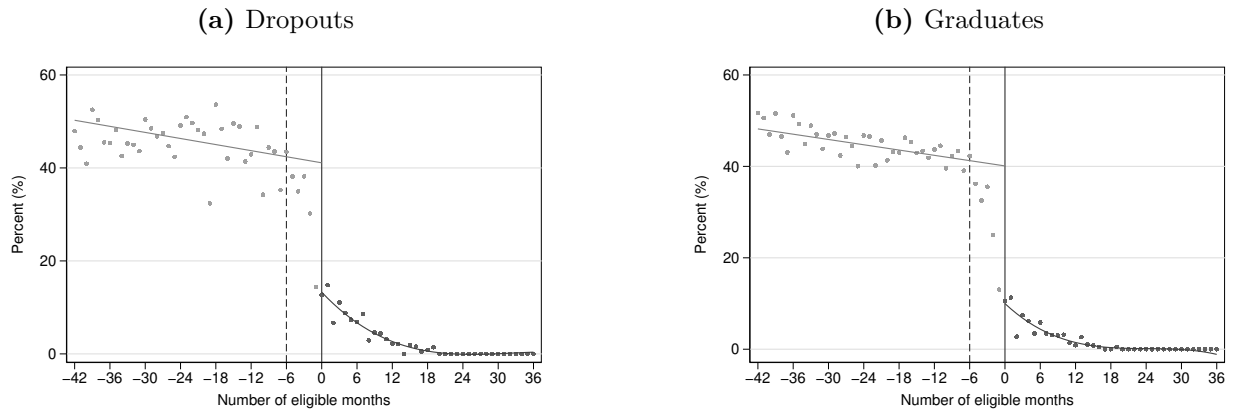 (a) Dropouts
60
40
20
0
Percent (%)
−42 −36 −30 −24 −18 −12 −6 0 6 12 18 24 30 36
Number of eligible months
(b) Graduates
60
40
20
0
Percent (%)
−42 −36 −30 −24 −18 −12 −6 0 6 12 18 24 30 36
Number of eligible months